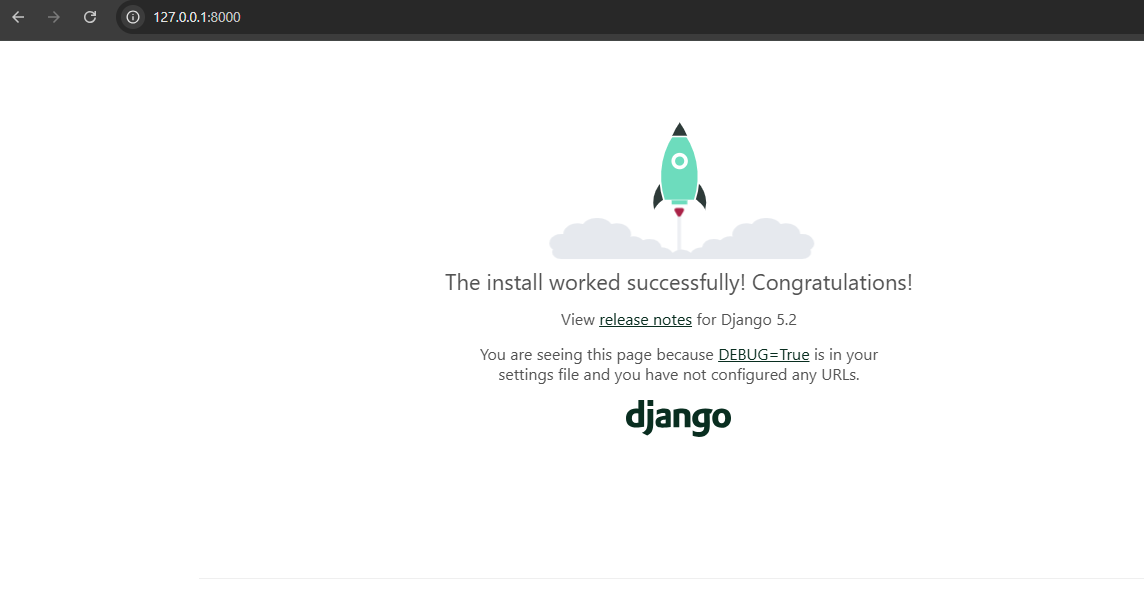 127.0.0.1:8000
The install worked successfully! Congratulations!
View release notes for Django 5.2
You are seeing this page because DEBUG=True is in your
settings file and you have not configured any URLs.
django